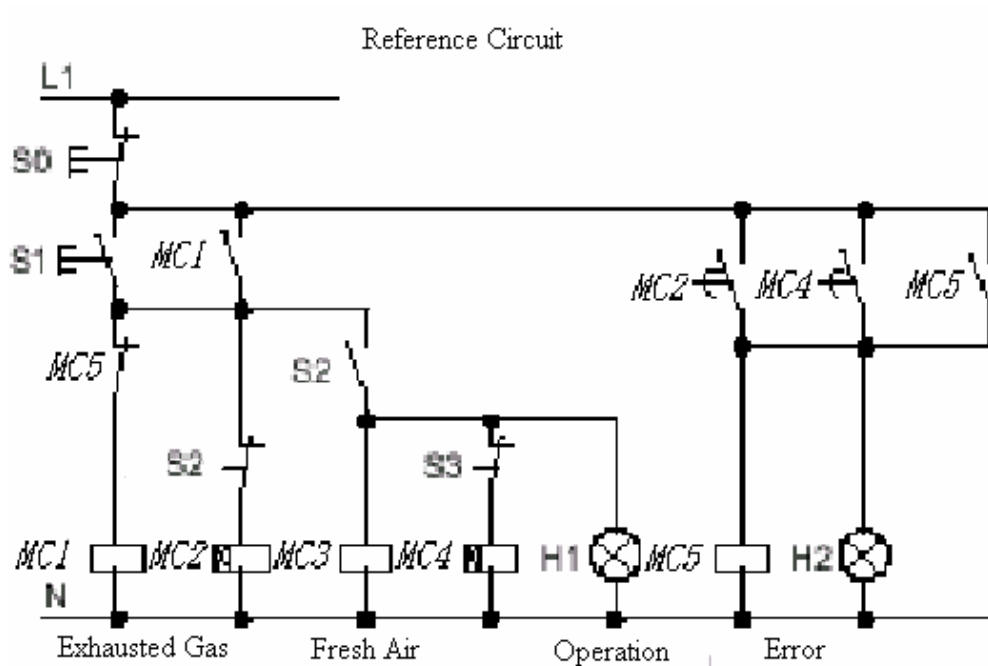 Reference Circuit
L1
S0
S1 MC1 MC2 MC4 MC5
MC5 S2
S2 S3
MC1 MC2 MC3 MC4 H1 MC5 H2
N
Exhausted Gas Fresh Air Operation Error